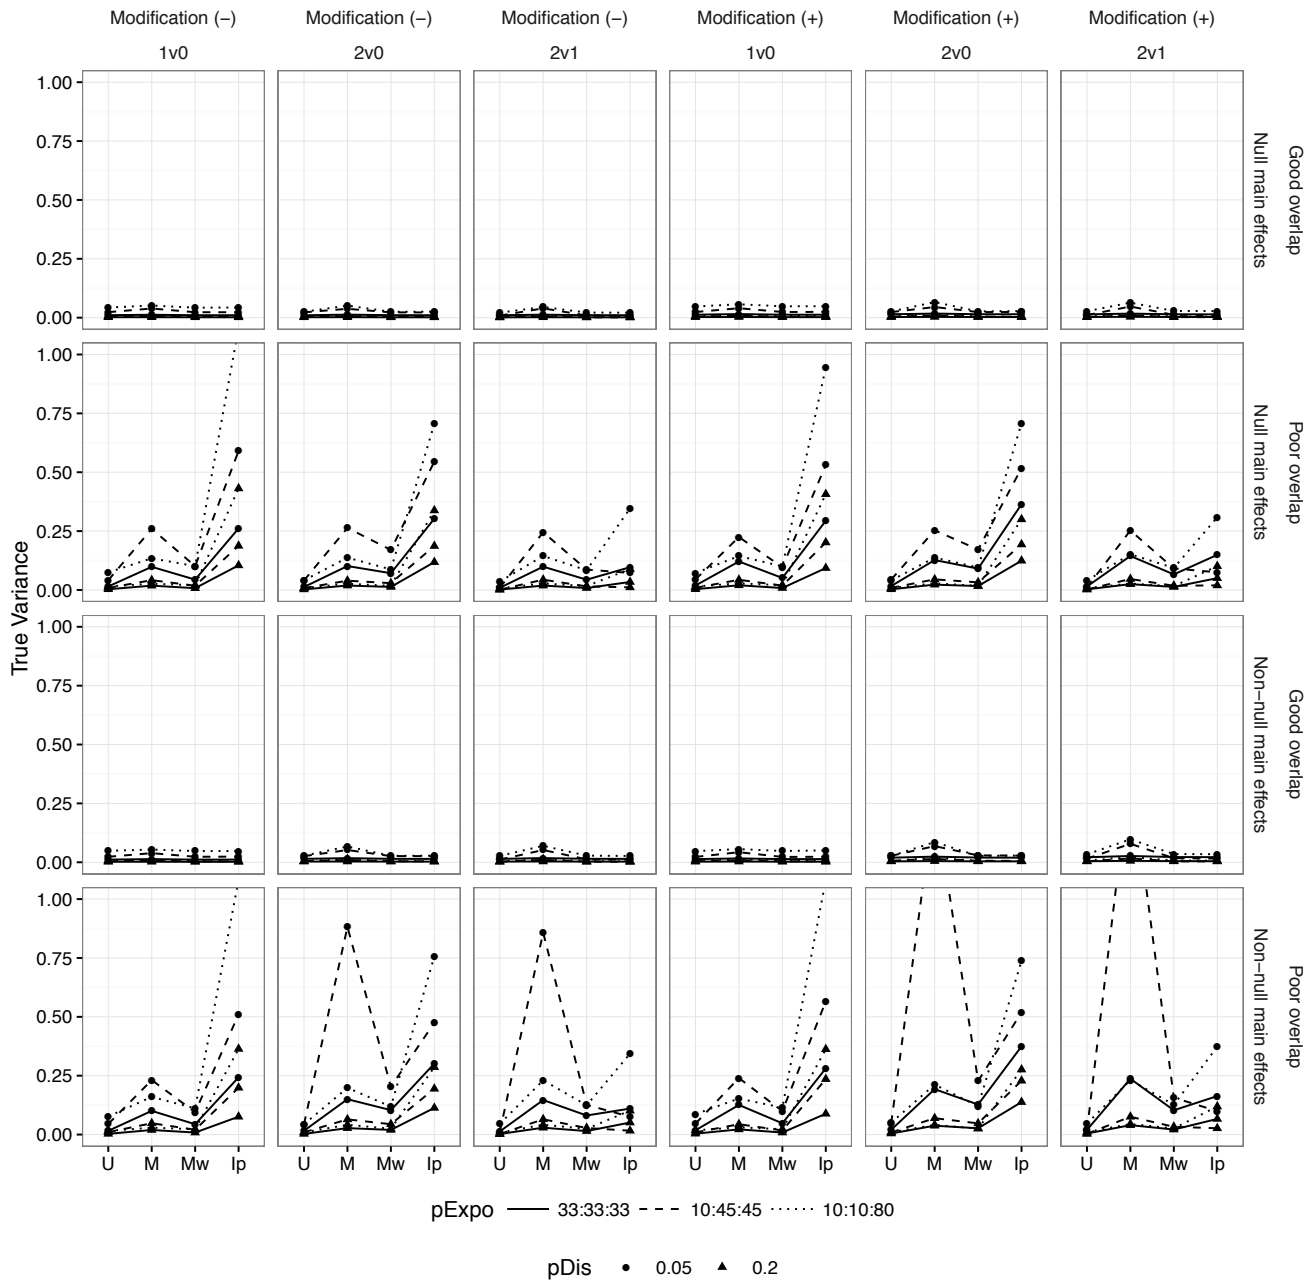 Modification (−) Modification (−) Modification (−) Modification (+) Modification (+) Modification (+)
1v0 2v0 2v1 1v0 2v0 2v1
True Variance
1.00
0.75
0.50
0.25
0.00
Good overlap
Null main effects
1.00
0.75
0.50
0.25
0.00
Poor overlap
Null main effects
1.00
0.75
0.50
0.25
0.00
Good overlap
Non−null main effects
1.00
0.75
0.50
0.25
0.00
Poor overlap
Non−null main effects
U M Mw Ip U M Mw Ip U M Mw Ip U M Mw Ip U M Mw Ip U M Mw Ip
pExpo 33:33:33 10:45:45 10:10:80
pDis 0.05 0.2